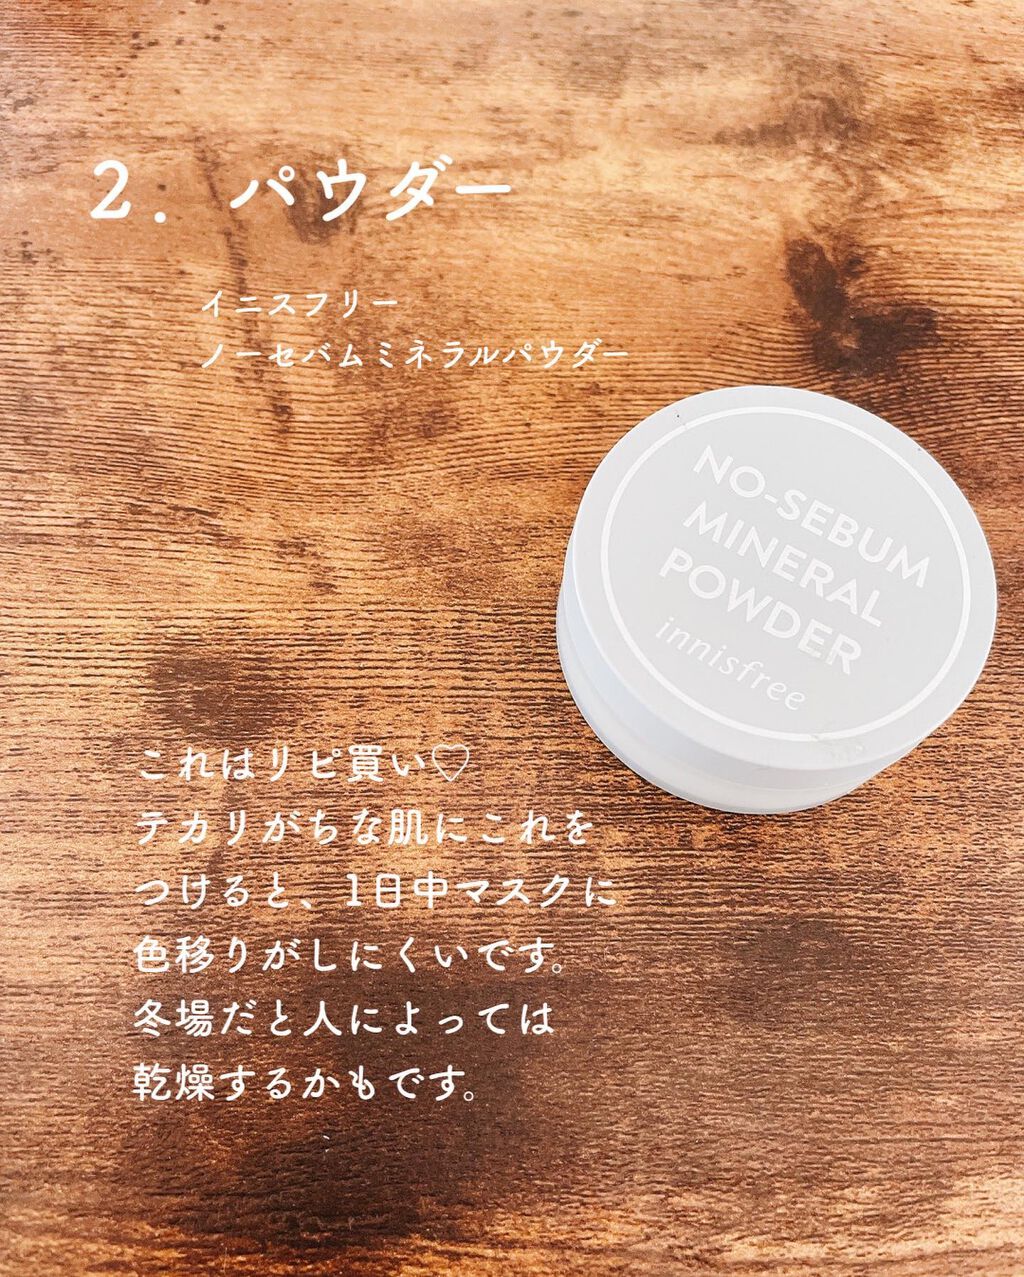 2. パウダー
イニスフリー
ノーセバムミネラルパウダー
NO-SEBUM
MINERAL
POWDER
innisfree
これはリピ買い♡
テカリがちな肌にこれを
つけると、1日中マスクに
色移りがしにくいです。
冬場だと人によっては
乾燥するかもです。